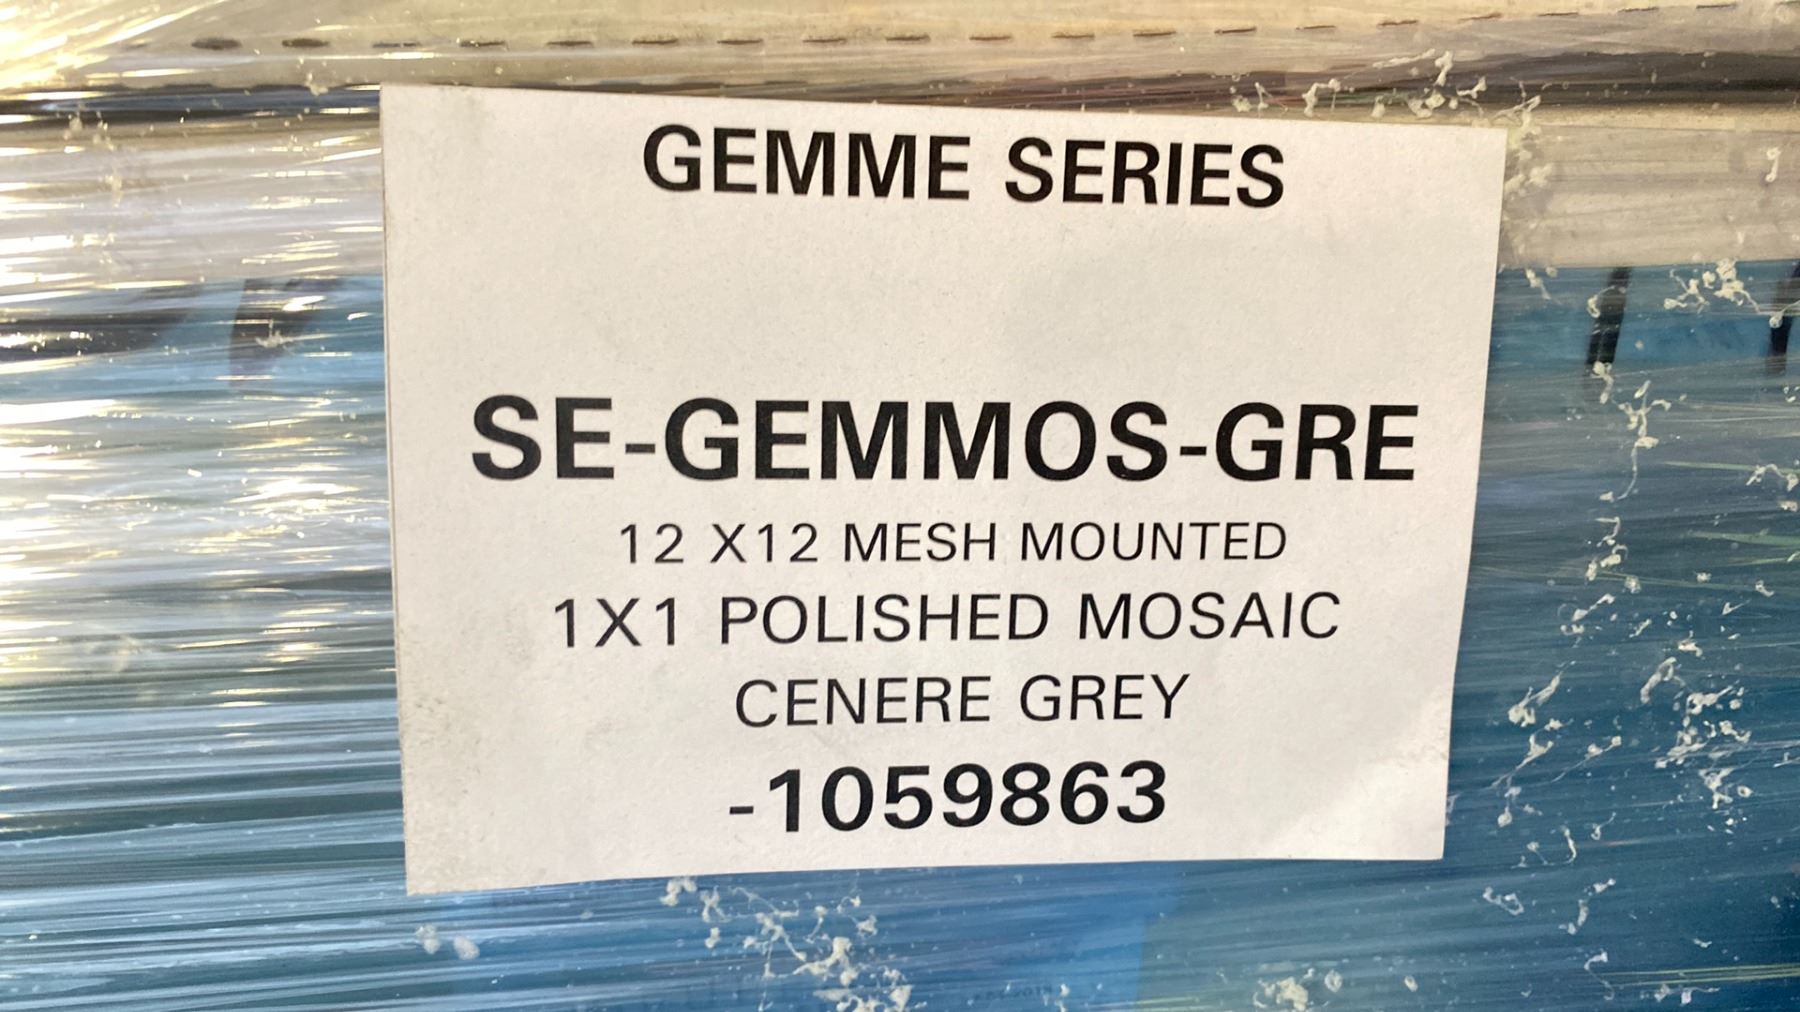 GEMME SERIES
SE-GEMMOS-GRE
12 X12 MESH MOUNTED
1X1 POLISHED MOSAIC
CENERE GREY
-1059863